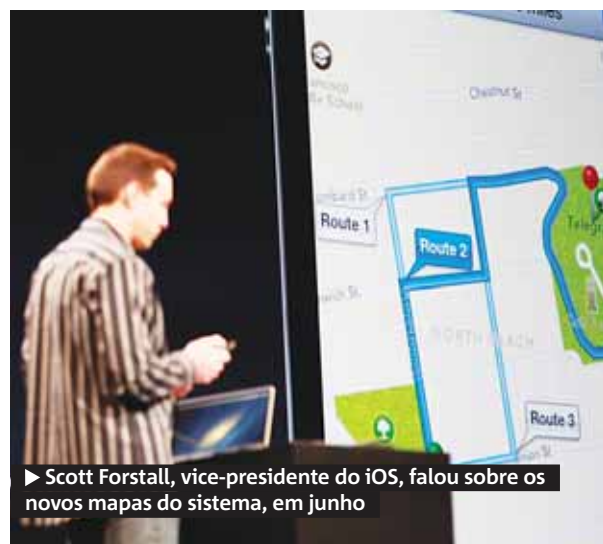 Chestnut St
Route 1
Route 2
NORTH BEACH
Route 3
▶ Scott Forstall, vice-presidente do iOS, falou sobre os
novos mapas do sistema, em junho